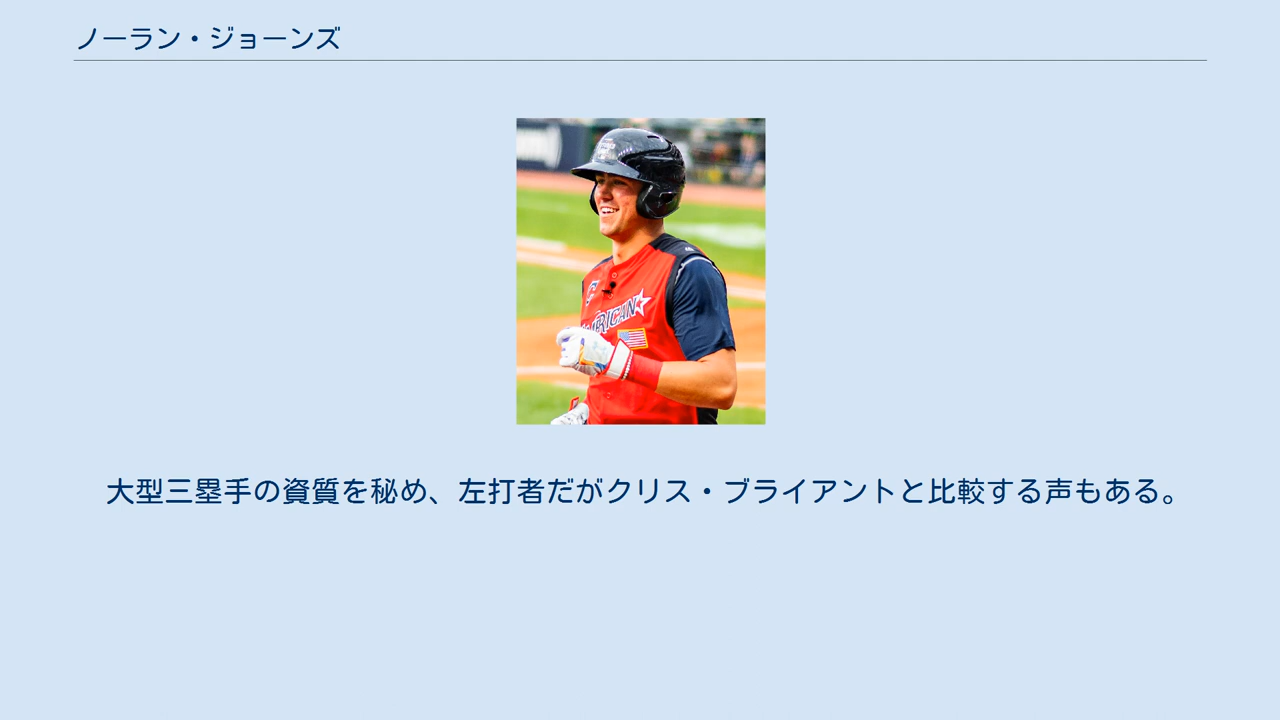 ノーラン・ジョーンズ
AMERICAN
大型三塁手の資質を秘め、左打者だがクリス・ブライアントと比較する声もある。